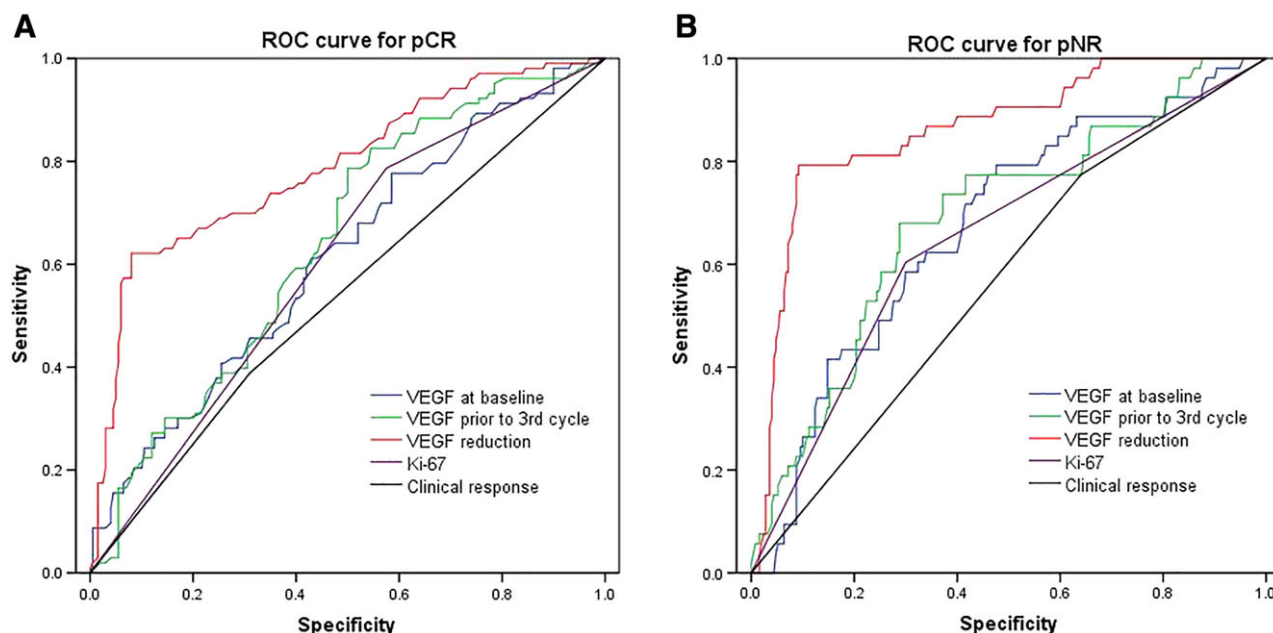 A
ROC curve for pCR
1.0
0.8
0.6
0.4
0.2
0.0
Sensitivity
VEGF at baseline
VEGF prior to 3rd cycle
VEGF reduction
Ki-67
Clinical response
0.0 0.2 0.4 0.6 0.8 1.0
Specificity
B
ROC curve for pNR
1.0
0.8
0.6
0.4
0.2
0.0
Sensitivity
VEGF at baseline
VEGF prior to 3rd cycle
VEGF reduction
Ki-67
Clinical response
0.0 0.2 0.4 0.6 0.8 1.0
Specificity